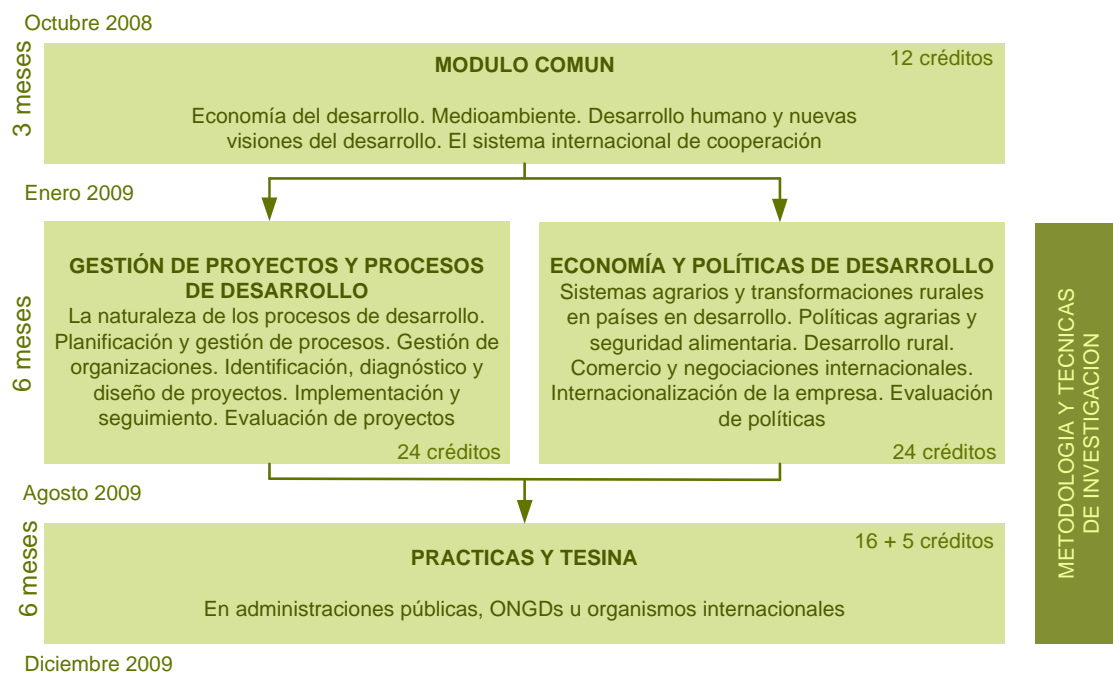 Octubre 2008
3 meses
MODULO COMUN
12 créditos
Economía del desarrollo. Medioambiente. Desarrollo humano y nuevas
visiones del desarrollo. El sistema internacional de cooperación
Enero 2009
6 meses
GESTIÓN DE PROYECTOS Y PROCESOS
DE DESARROLLO
La naturaleza de los procesos de desarrollo.
Planificación y gestión de procesos. Gestión de
organizaciones. Identificación, diagnóstico y
diseño de proyectos. Implementación y
seguimiento. Evaluación de proyectos
24 créditos
ECONOMÍA Y POLÍTICAS DE DESARROLLO
Sistemas agrarios y transformaciones rurales
en países en desarrollo. Políticas agrarias y
seguridad alimentaria. Desarrollo rural.
Comercio y negociaciones internacionales.
Internacionalización de la empresa. Evaluación
de políticas
24 créditos
METODOLOGIA Y TECNICAS
DE INVESTIGACION
Agosto 2009
6 meses
16 + 5 créditos
PRACTICAS Y TESINA
En administraciones públicas, ONGDs u organismos internacionales
Diciembre 2009